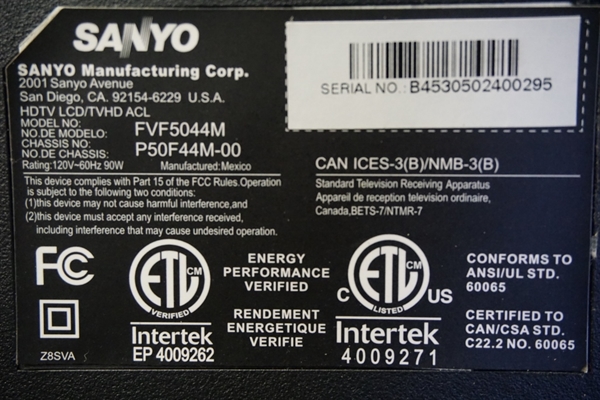 SANYO
SANYO Manufacturing Corp.
2001 Sanyo Avenue
San Diego, CA. 92154-6229 U.S.A.
HDTV LCD/TVHD ACL
MODEL NO.:
NO.DE MODELO: FVF5044M
CHASSIS NO.:
NO.DE CHASSIS: P50F44M-00
Rating:120V~60Hz 90W Manufactured:Mexico
This device complies with Part 15 of the FCC Rules.Operation
is subject to the following two conditions:
(1)this device may not cause harmful interference,and
(2)this device must accept any interference received,
including interference that may cause undesired operation.
SERIAL NO.: B4530502400295
CAN ICES-3(B)/NMB-3(B)
Standard Television Receiving Apparatus
Apareil de reception television ordinaire,
Canada,BETS-7/NTMR-7
FC
Z8SVA
ETL CM
VERIFIED
Intertek
EP 4009262
ENERGY
PERFORMANCE
VERIFIED
RENDEMENT
ENERGETIQUE
VERIFIE
C ETL CM US
LISTED
Intertek
4009271
CONFORMS TO
ANSI/UL STD.
60065
CERTIFIED TO
CAN/CSA STD.
C22.2 NO. 60065